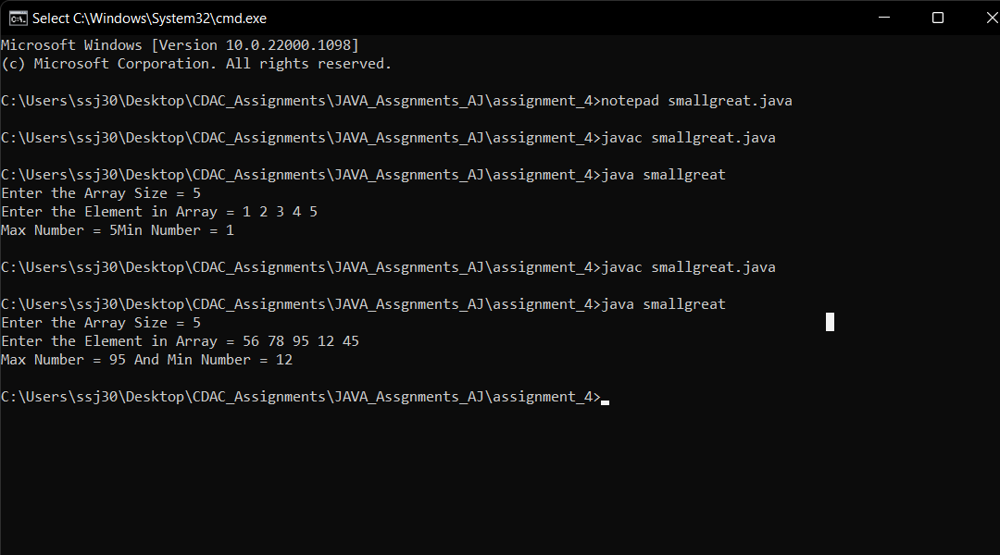 Select C:\Windows\System32\cmd.exe
Microsoft Windows [Version 10.0.22000.1098]
(c) Microsoft Corporation. All rights reserved.
C:\Users\ssj30\Desktop\CDAC_Assignments\JAVA_Assgnments_AJ\assignment_4>notepad smallgreat.java
C:\Users\ssj30\Desktop\CDAC_Assignments\JAVA_Assgnments_AJ\assignment_4>javac smallgreat.java
C:\Users\ssj30\Desktop\CDAC_Assignments\JAVA_Assgnments_AJ\assignment_4>java smallgreat
Enter the Array Size = 5
Enter the Element in Array = 1 2 3 4 5
Max Number = 5Min Number = 1
C:\Users\ssj30\Desktop\CDAC_Assignments\JAVA_Assgnments_AJ\assignment_4>javac smallgreat.java
C:\Users\ssj30\Desktop\CDAC_Assignments\JAVA_Assgnments_AJ\assignment_4>java smallgreat
Enter the Array Size = 5
Enter the Element in Array = 56 78 95 12 45
Max Number = 95 And Min Number = 12
C:\Users\ssj30\Desktop\CDAC_Assignments\JAVA_Assgnments_AJ\assignment_4>